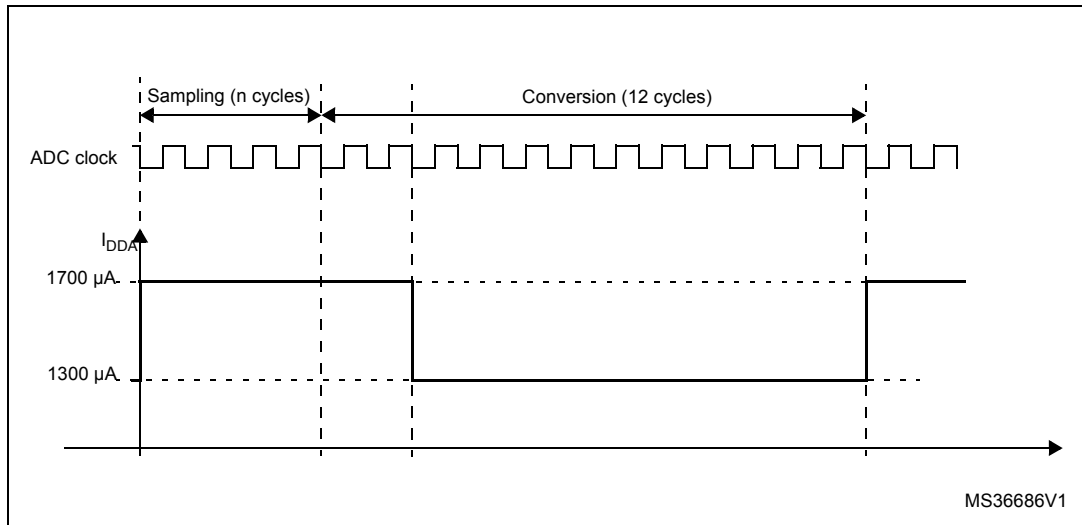 Sampling (n cycles)
Conversion (12 cycles)
ADC clock
IDDA
1700 µA
1300 µA
MS36686V1